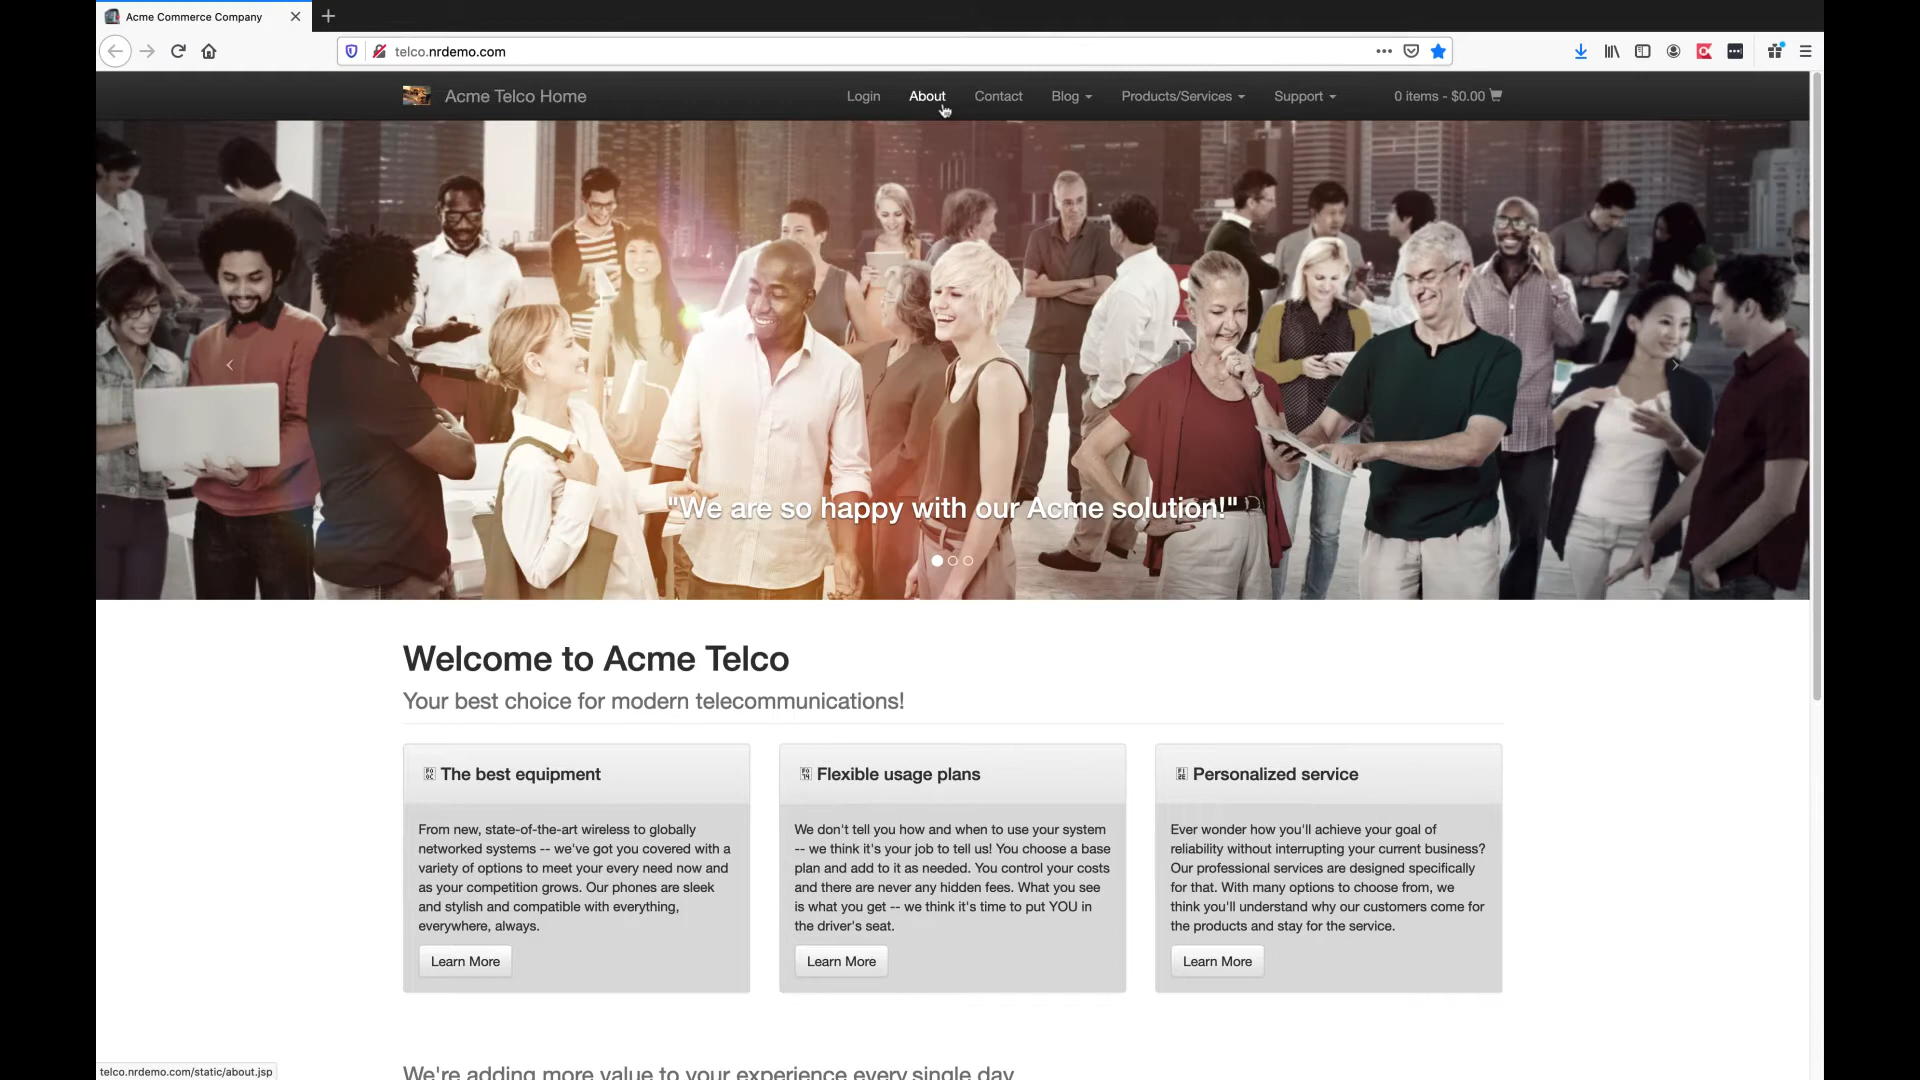 Acme Commerce Company
telco.nrdemo.com
Acme Telco Home
Login
About
Contact
Blog
Products/Services
Support
0 items - $0.00
"We are so happy with our Acme solution!"
Welcome to Acme Telco
Your best choice for modern telecommunications!
The best equipment
From new, state-of-the-art wireless to globally
networked systems -- we've got you covered with a
variety of options to meet your every need now and
as your competition grows. Our phones are sleek
and stylish and compatible with everything,
everywhere, always.
Learn More
Flexible usage plans
We don't tell you how and when to use your system
-- we think it's your job to tell us! You choose a base
plan and add to it as needed. You control your costs
and there are never any hidden fees. What you see
is what you get -- we think it's time to put YOU in
the driver's seat.
Learn More
Personalized service
Ever wonder how you'll achieve your goal of
reliability without interrupting your current business?
Our professional services are designed specifically
for that. With many options to choose from, we
think you'll understand why our customers come for
the products and stay for the service.
Learn More
We're adding more value to your experience every single day
telco.nrdemo.com/static/about.jsp